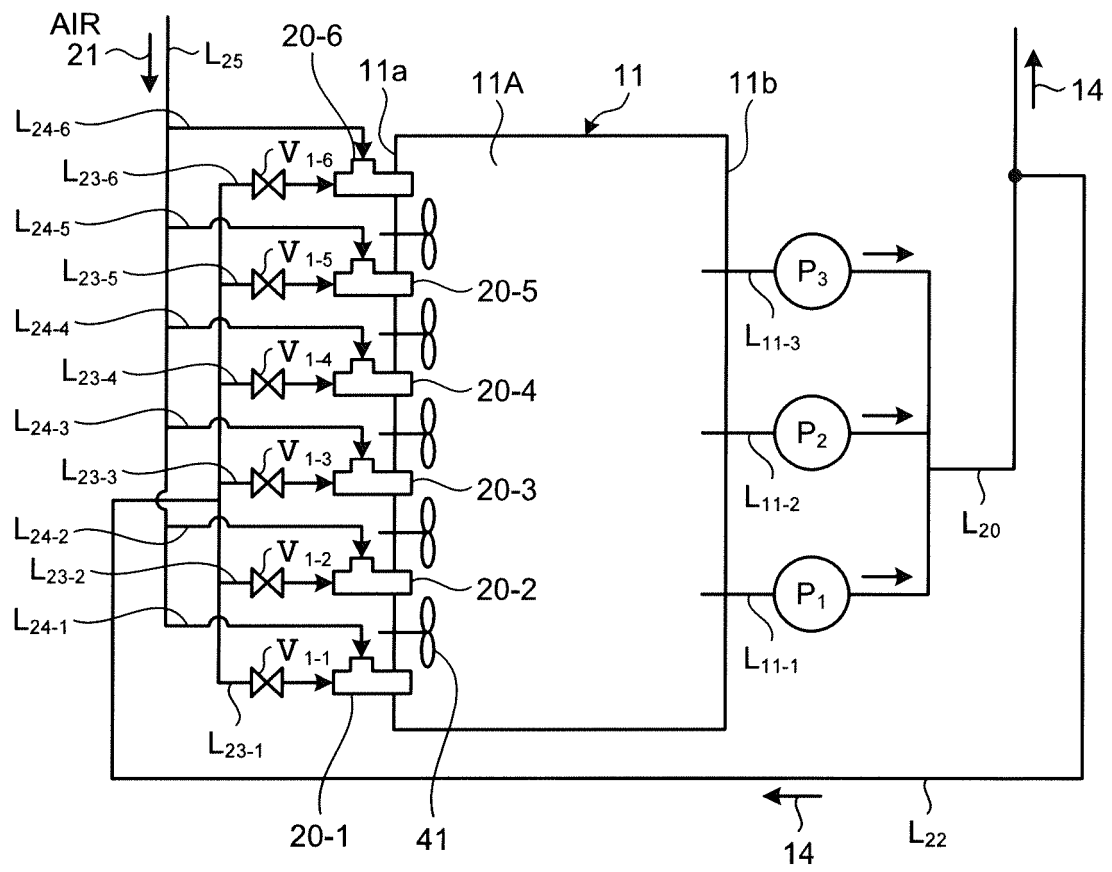 AIR
21
L25
20-6
11a
11A
11
11b
14
L24-6
L23-6
V1-6
L24-5
L23-5
V1-5
20-5
P3
L11-3
L24-4
L23-4
V1-4
20-4
L24-3
L23-3
V1-3
20-3
P2
L11-2
L20
L24-2
L23-2
V1-2
20-2
P1
L11-1
L24-1
V1-1
L23-1
20-1
41
14
L22